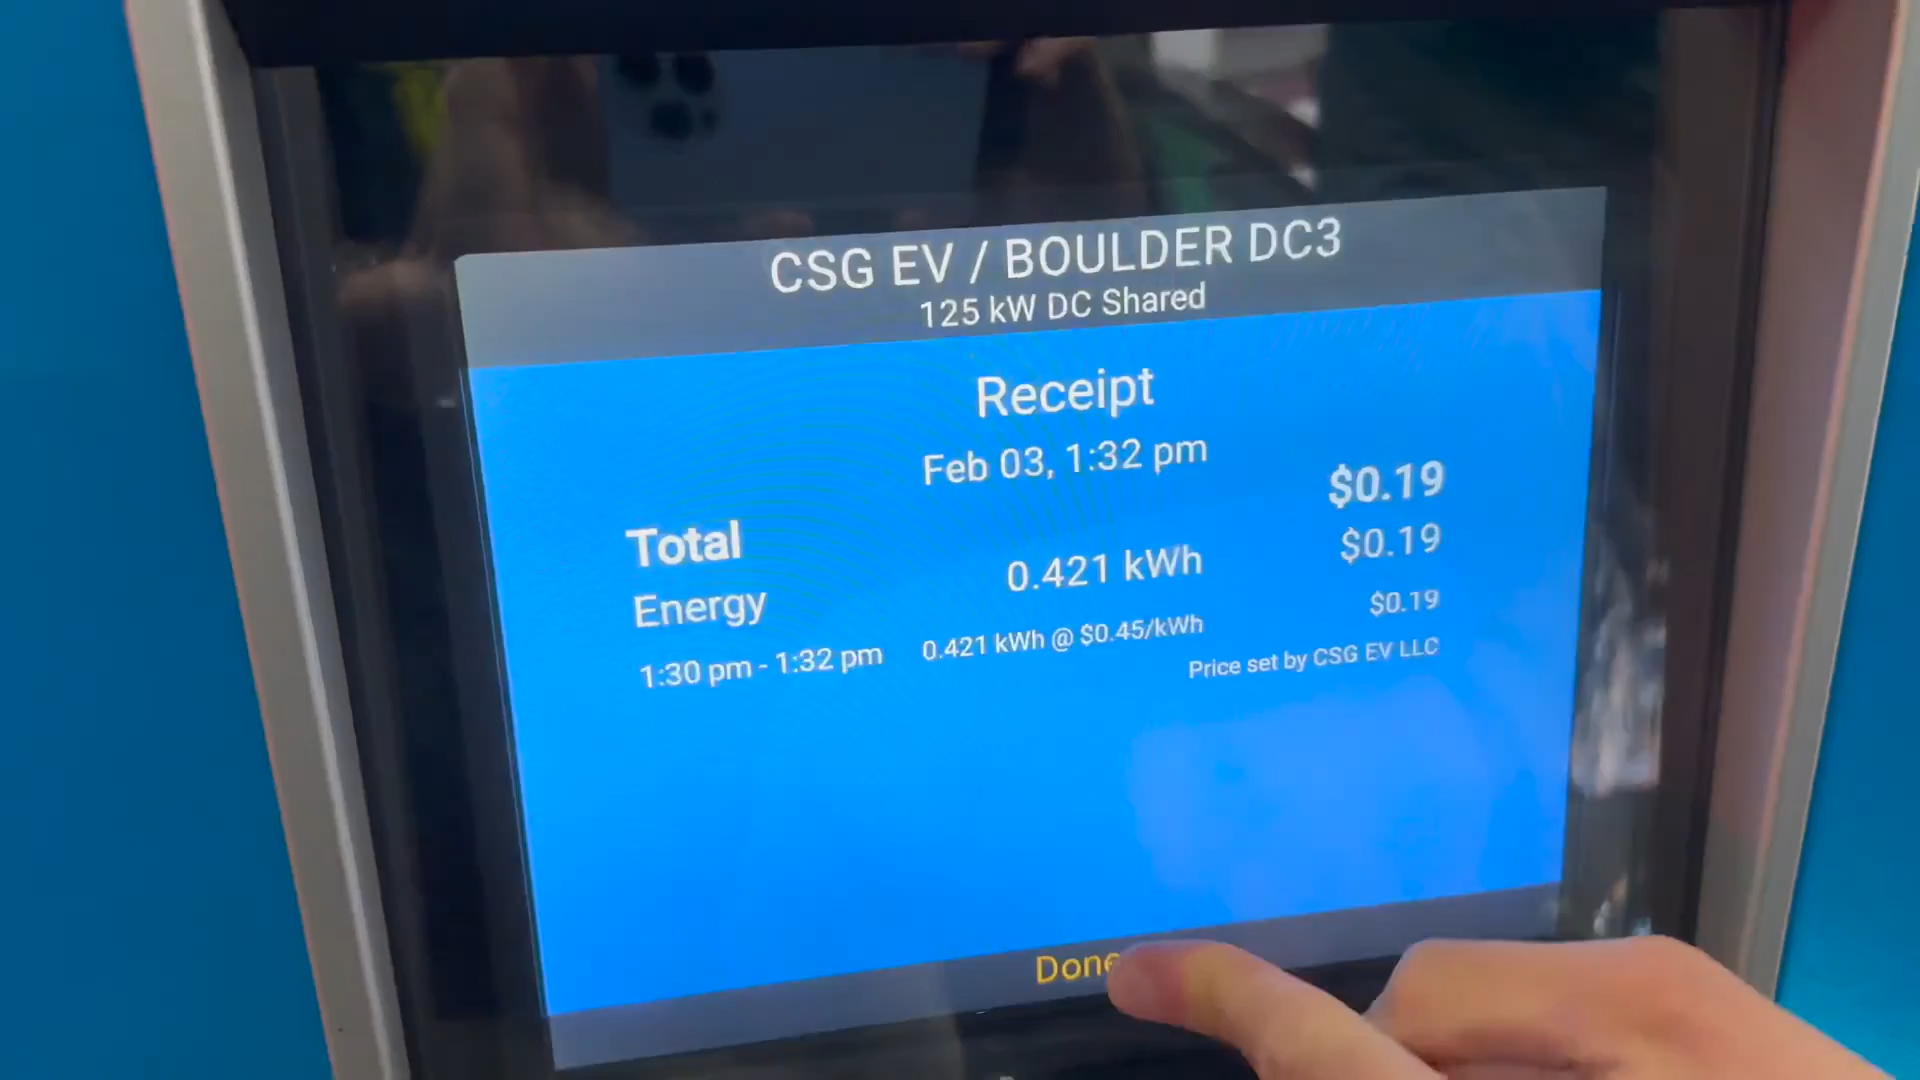 CSG EV / BOULDER DC3
125 kW DC Shared
Receipt
Feb 03, 1:32 pm
Total $0.19
Energy 0.421 kWh $0.19
1:30 pm - 1:32 pm 0.421 kWh @ $0.45/kWh $0.19
Price set by CSG EV LLC
Done